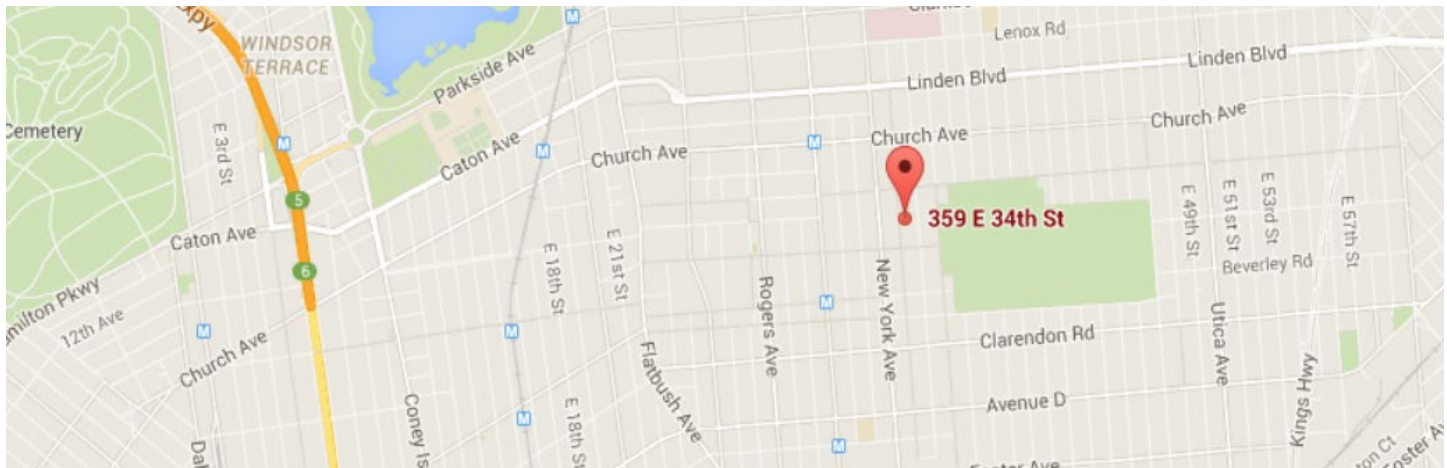 WINDSOR
TERRACE
Parkside Ave
Lenox Rd
Linden Blvd
Linden Blvd
Church Ave
Church Ave
Church Ave
Cemetery
E 3rd St
M
M
M
M
Caton Ave
Caton Ave
5
6
359 E 34th St
E 49th St
E 51st St
E 53rd St
E 57th St
Beverley Rd
E 18th St
E 21st St
Rogers Ave
New York Ave
12th Ave
M
M
M
Church Ave
Clarendon Rd
Utica Ave
Kings Hwy
Flatbush Ave
Avenue D
M
M
E 18th St